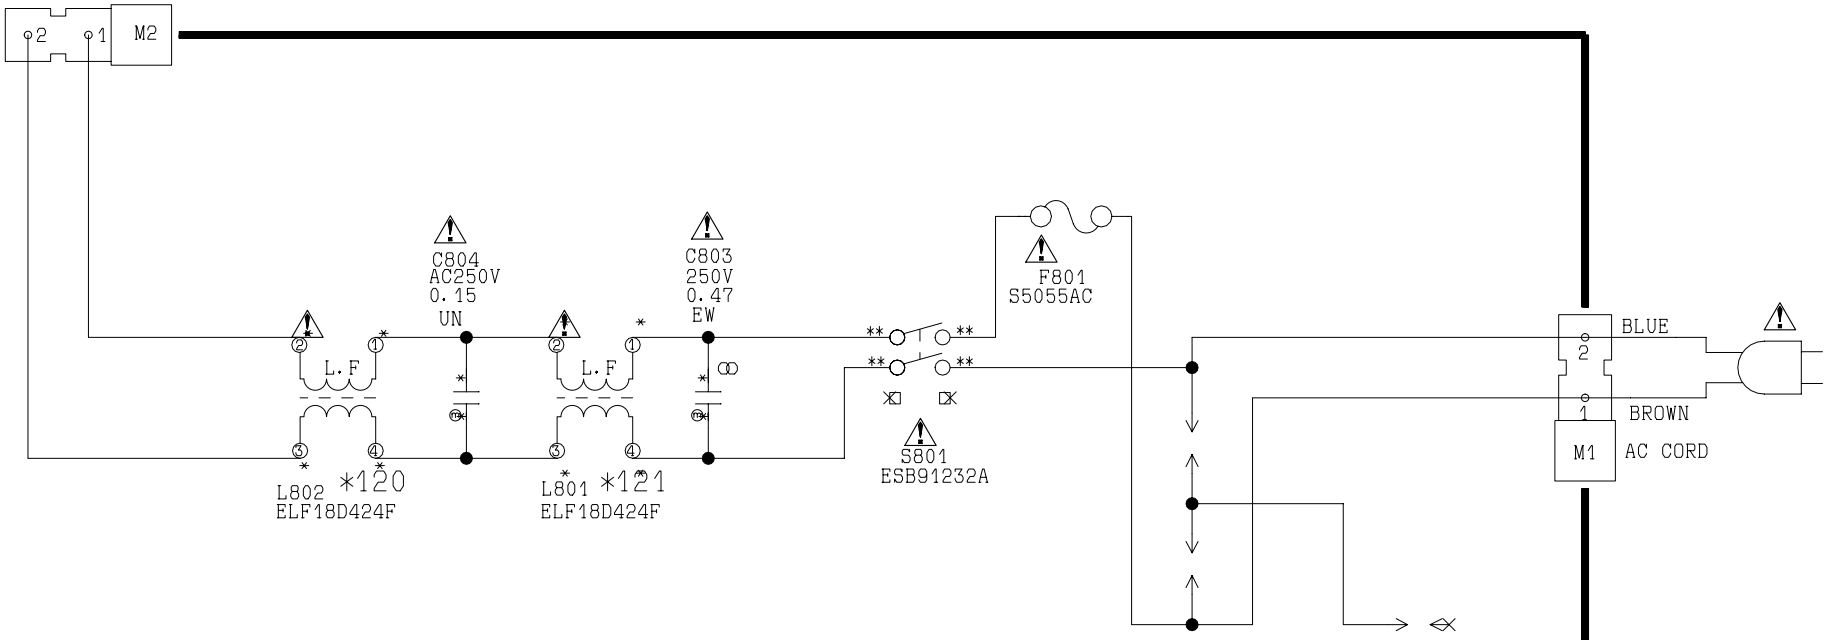 2
1
M2
C804
AC250V
0.15
UN
C803
250V
0.47
EW
F801
S5055AC
BLUE
2
1
BROWN
M1
AC CORD
2
*
1
*
L.F
3
*
4
*
L802
*120
ELF18D424F
*
E
*
2
*
1
*
L.F
3
*
4
*
L801
*121
ELF18D424F
*
E
*
** **
** **
S801
ESB91232A